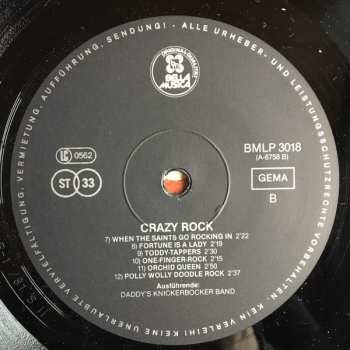 ALLE URHEBER- UND LEISTUNGSSCHUTZRECHTE VORBEHALTEN · KEIN VERLEIH! KEINE UNERLAUBTE VERVIELFÄLTIGUNG, VERMIETUNG, AUFFÜHRUNG, SENDUNG! -
BELLA
MUSICA
LC 0562
ST 33
BMLP 3018
(A-6758 B)
GEMA
B
CRAZY ROCK
7) WHEN THE SAINTS GO ROCKING IN 2'22
8) FORTUNE IS A LADY 2'19
9) TODDY-TAPPERS 2'30
10) ONE-FINGER-ROCK 2'15
11) ORCHID QUEEN 2'50
12) POLLY WOLLY DOODLE ROCK 2'37
Ausführende:
DADDY'S KNICKERBOCKER BAND